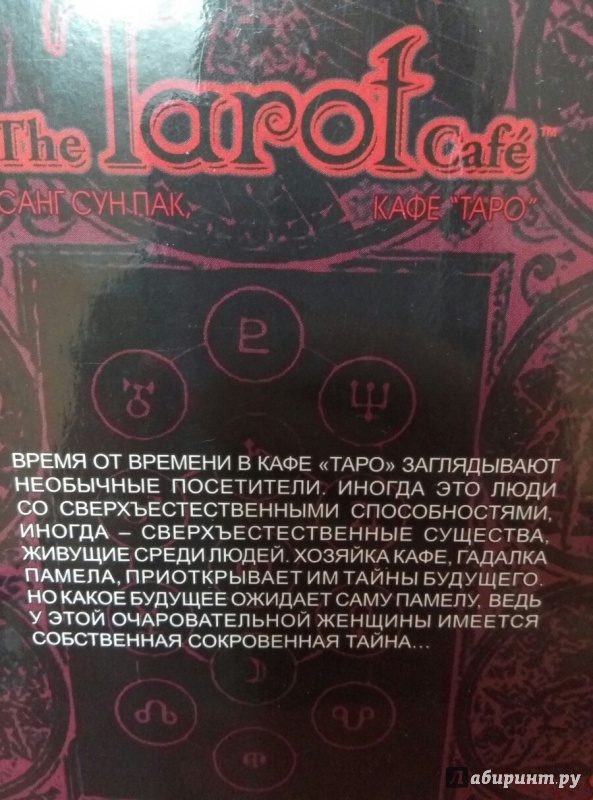 The Tarot Café™
САНГ СУН ПАК, КАФЕ "ТАРО"
ВРЕМЯ ОТ ВРЕМЕНИ В КАФЕ «ТАРО» ЗАГЛЯДЫВАЮТ
НЕОБЫЧНЫЕ ПОСЕТИТЕЛИ. ИНОГДА ЭТО ЛЮДИ
СО СВЕРХЪЕСТЕСТВЕННЫМИ СПОСОБНОСТЯМИ,
ИНОГДА – СВЕРХЪЕСТЕСТВЕННЫЕ СУЩЕСТВА,
ЖИВУЩИЕ СРЕДИ ЛЮДЕЙ. ХОЗЯЙКА КАФЕ, ГАДАЛКА
ПАМЕЛА, ПРИОТКРЫВАЕТ ИМ ТАЙНЫ БУДУЩЕГО.
НО КАКОЕ БУДУЩЕЕ ОЖИДАЕТ САМУ ПАМЕЛУ, ВЕДЬ
У ЭТОЙ ОЧАРОВАТЕЛЬНОЙ ЖЕНЩИНЫ ИМЕЕТСЯ
СОБСТВЕННАЯ СОКРОВЕННАЯ ТАЙНА...
Лабиринт.ру